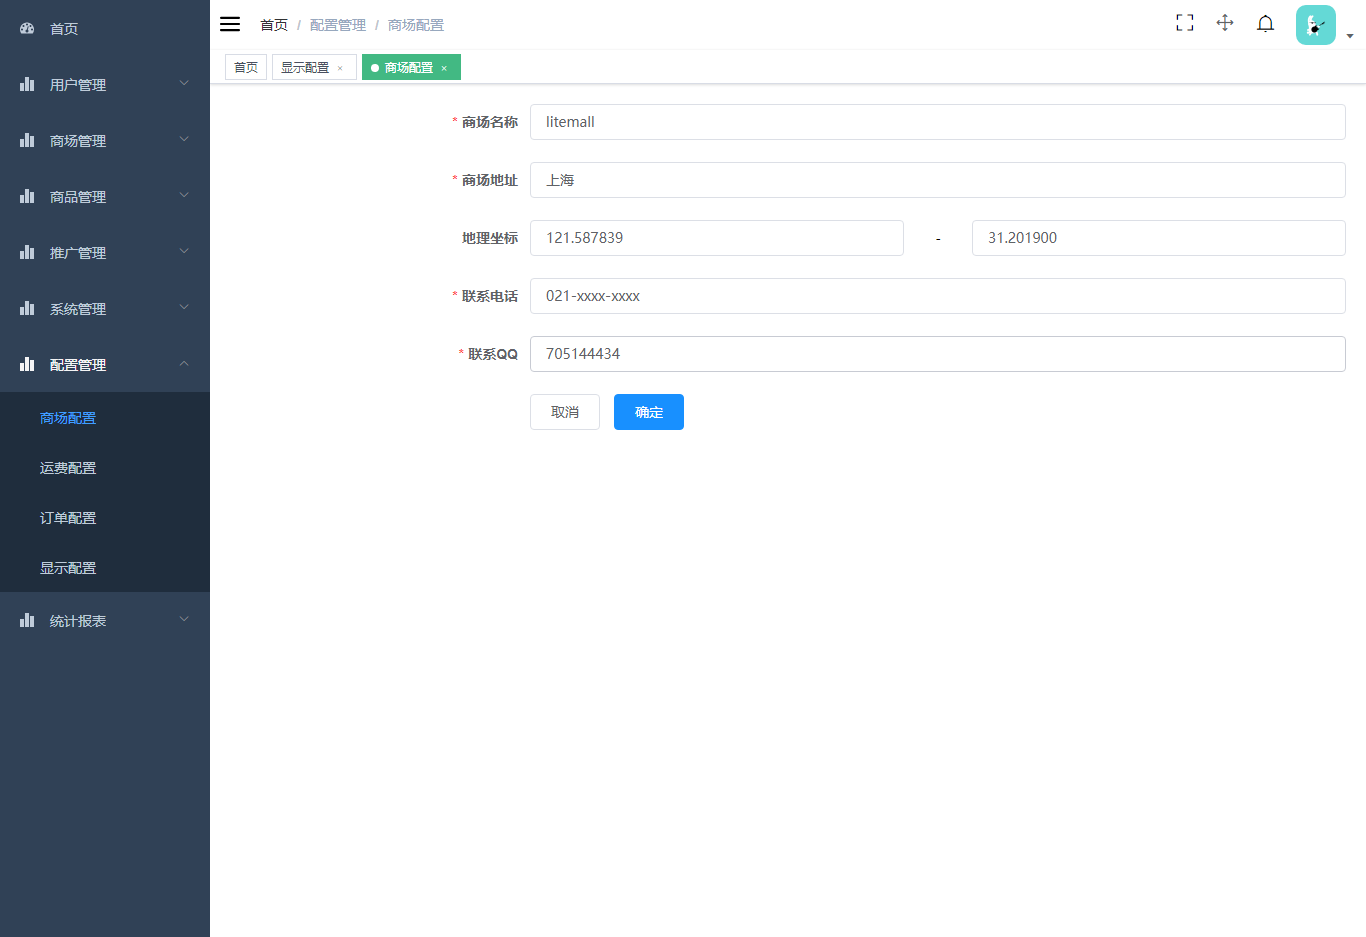 首页
用户管理
商场管理
商品管理
推广管理
系统管理
配置管理
商场配置
运费配置
订单配置
显示配置
统计报表
首页 / 配置管理 / 商场配置
首页 显示配置 × 商场配置 ×
* 商场名称 litemall
* 商场地址 上海
地理坐标 121.587839 - 31.201900
* 联系电话 021-xxxx-xxxx
* 联系QQ 705144434
取消 确定